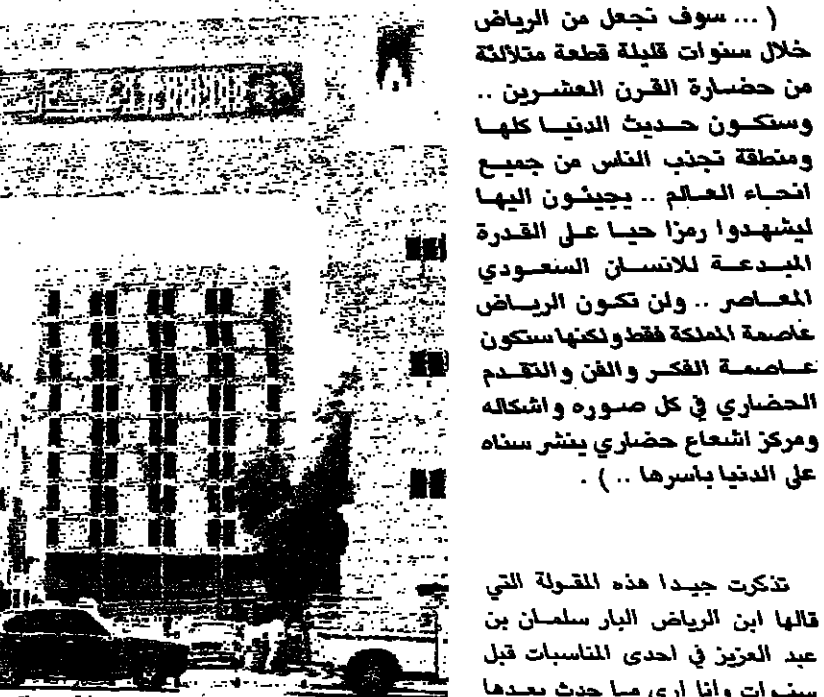 ( ... سوف تجعل من الرياض
خلال سنوات قليلة قطعة متلألئة
من حضارة القرن العشرين ..
وستكون حديث الدنيا كلها
ومنطقة تجذب الناس من جميع
انحاء العالم .. يجيئون اليها
ليشهدوا رمزا حيا على القدرة
المبدعة للانسان السعودي
المعاصر .. ولن تكون الرياض
عاصمة المملكة فقط ولكنها ستكون
عاصمة الفكر والفن والتقدم
الحضاري في كل صوره واشكاله
ومركز اشعاع حضاري ينشر سناه
على الدنيا بأسرها .. ) .
تذكرت جيدا هذه المقولة التي
قالها ابن الرياض البار سلمان بن
عبد العزيز في احدى المناسبات قبل
سنوات وأنا ارى ما حدث بعدها